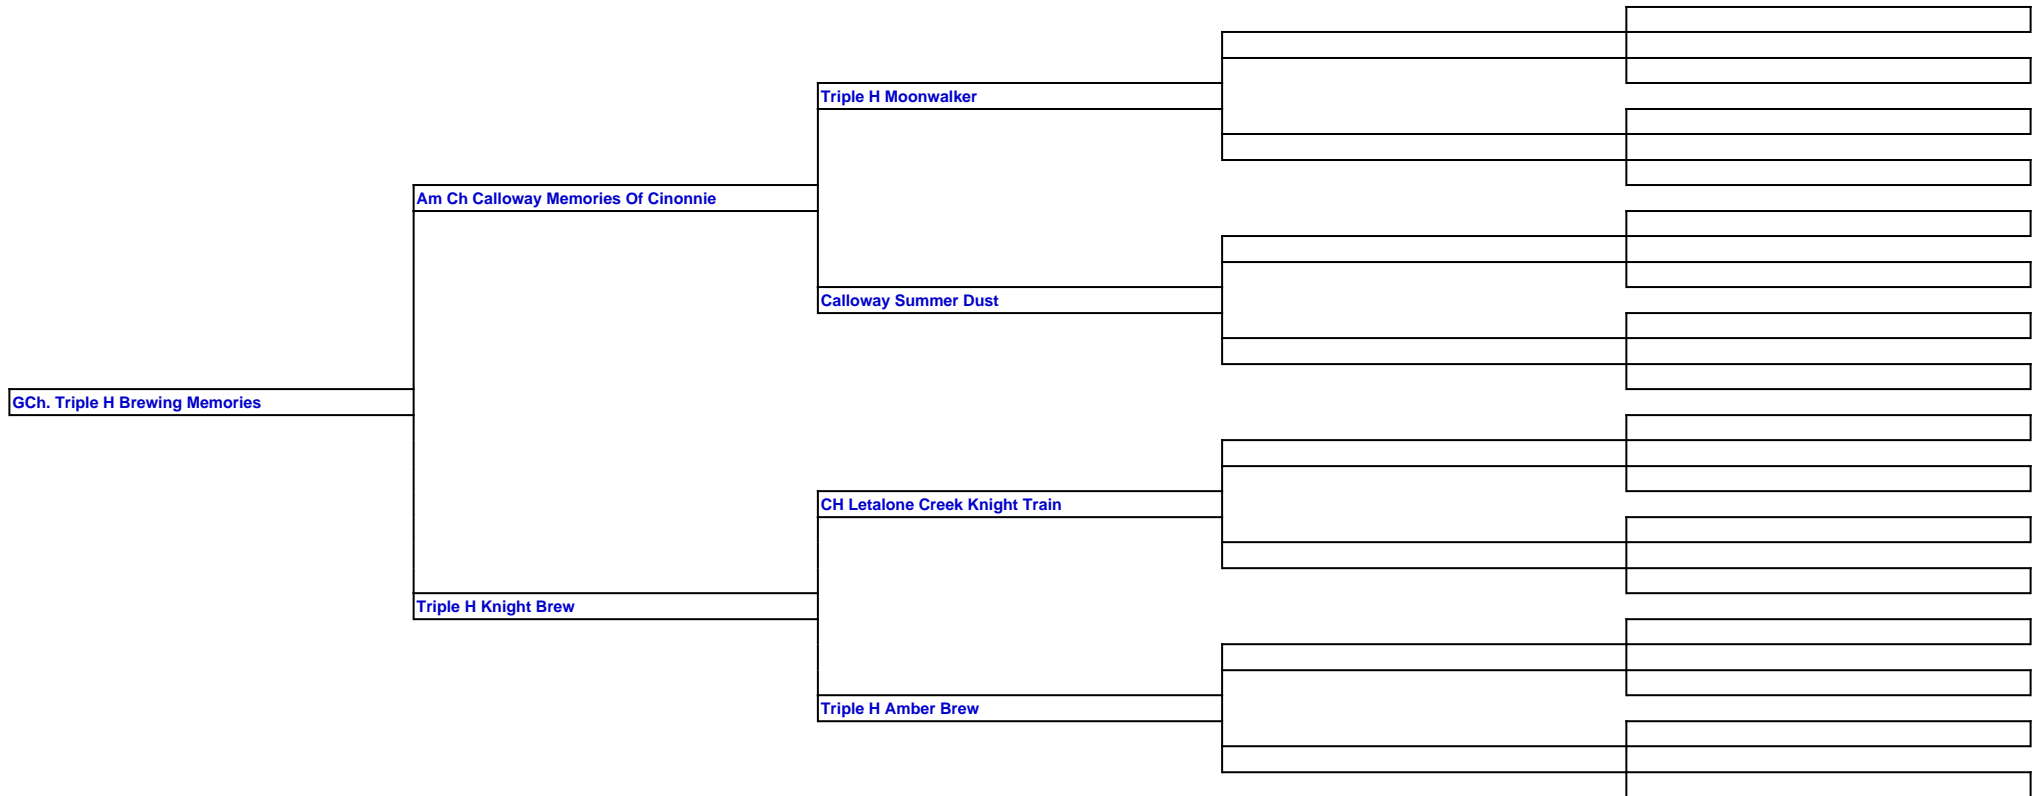 Triple H Moonwalker
Am Ch Calloway Memories Of Cinonnie
Calloway Summer Dust
GCh. Triple H Brewing Memories
CH Letalone Creek Knight Train
Triple H Knight Brew
Triple H Amber Brew